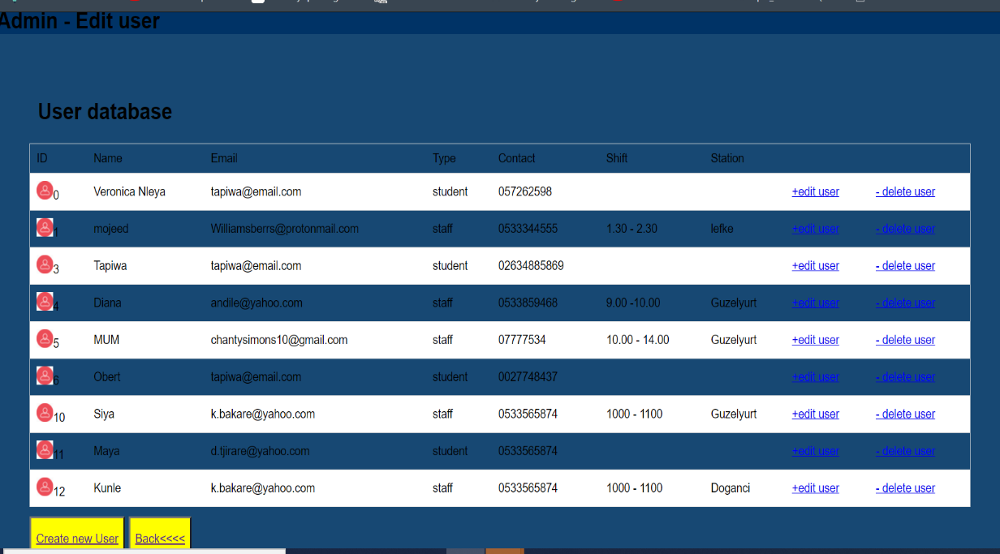 Admin - Edit user
User database
ID Name Email Type Contact Shift Station
0 Veronica Nleya tapiwa@email.com student 057262598 +edit user - delete user
1 mojeed Williamsberrs@protonmail.com staff 0533344555 1.30 - 2.30 lefke +edit user - delete user
3 Tapiwa tapiwa@email.com student 02634885869 +edit user - delete user
4 Diana andile@yahoo.com staff 0533859468 9.00 -10.00 Guzelyurt +edit user - delete user
5 MUM chantysimons10@gmail.com staff 07777534 10.00 - 14.00 Guzelyurt +edit user - delete user
6 Obert tapiwa@email.com student 0027748437 +edit user - delete user
10 Siya k.bakare@yahoo.com staff 0533565874 1000 - 1100 Guzelyurt +edit user - delete user
11 Maya d.tjirare@yahoo.com student 0533565874 +edit user - delete user
12 Kunle k.bakare@yahoo.com staff 0533565874 1000 - 1100 Doganci +edit user - delete user
Create new User Back<<<<